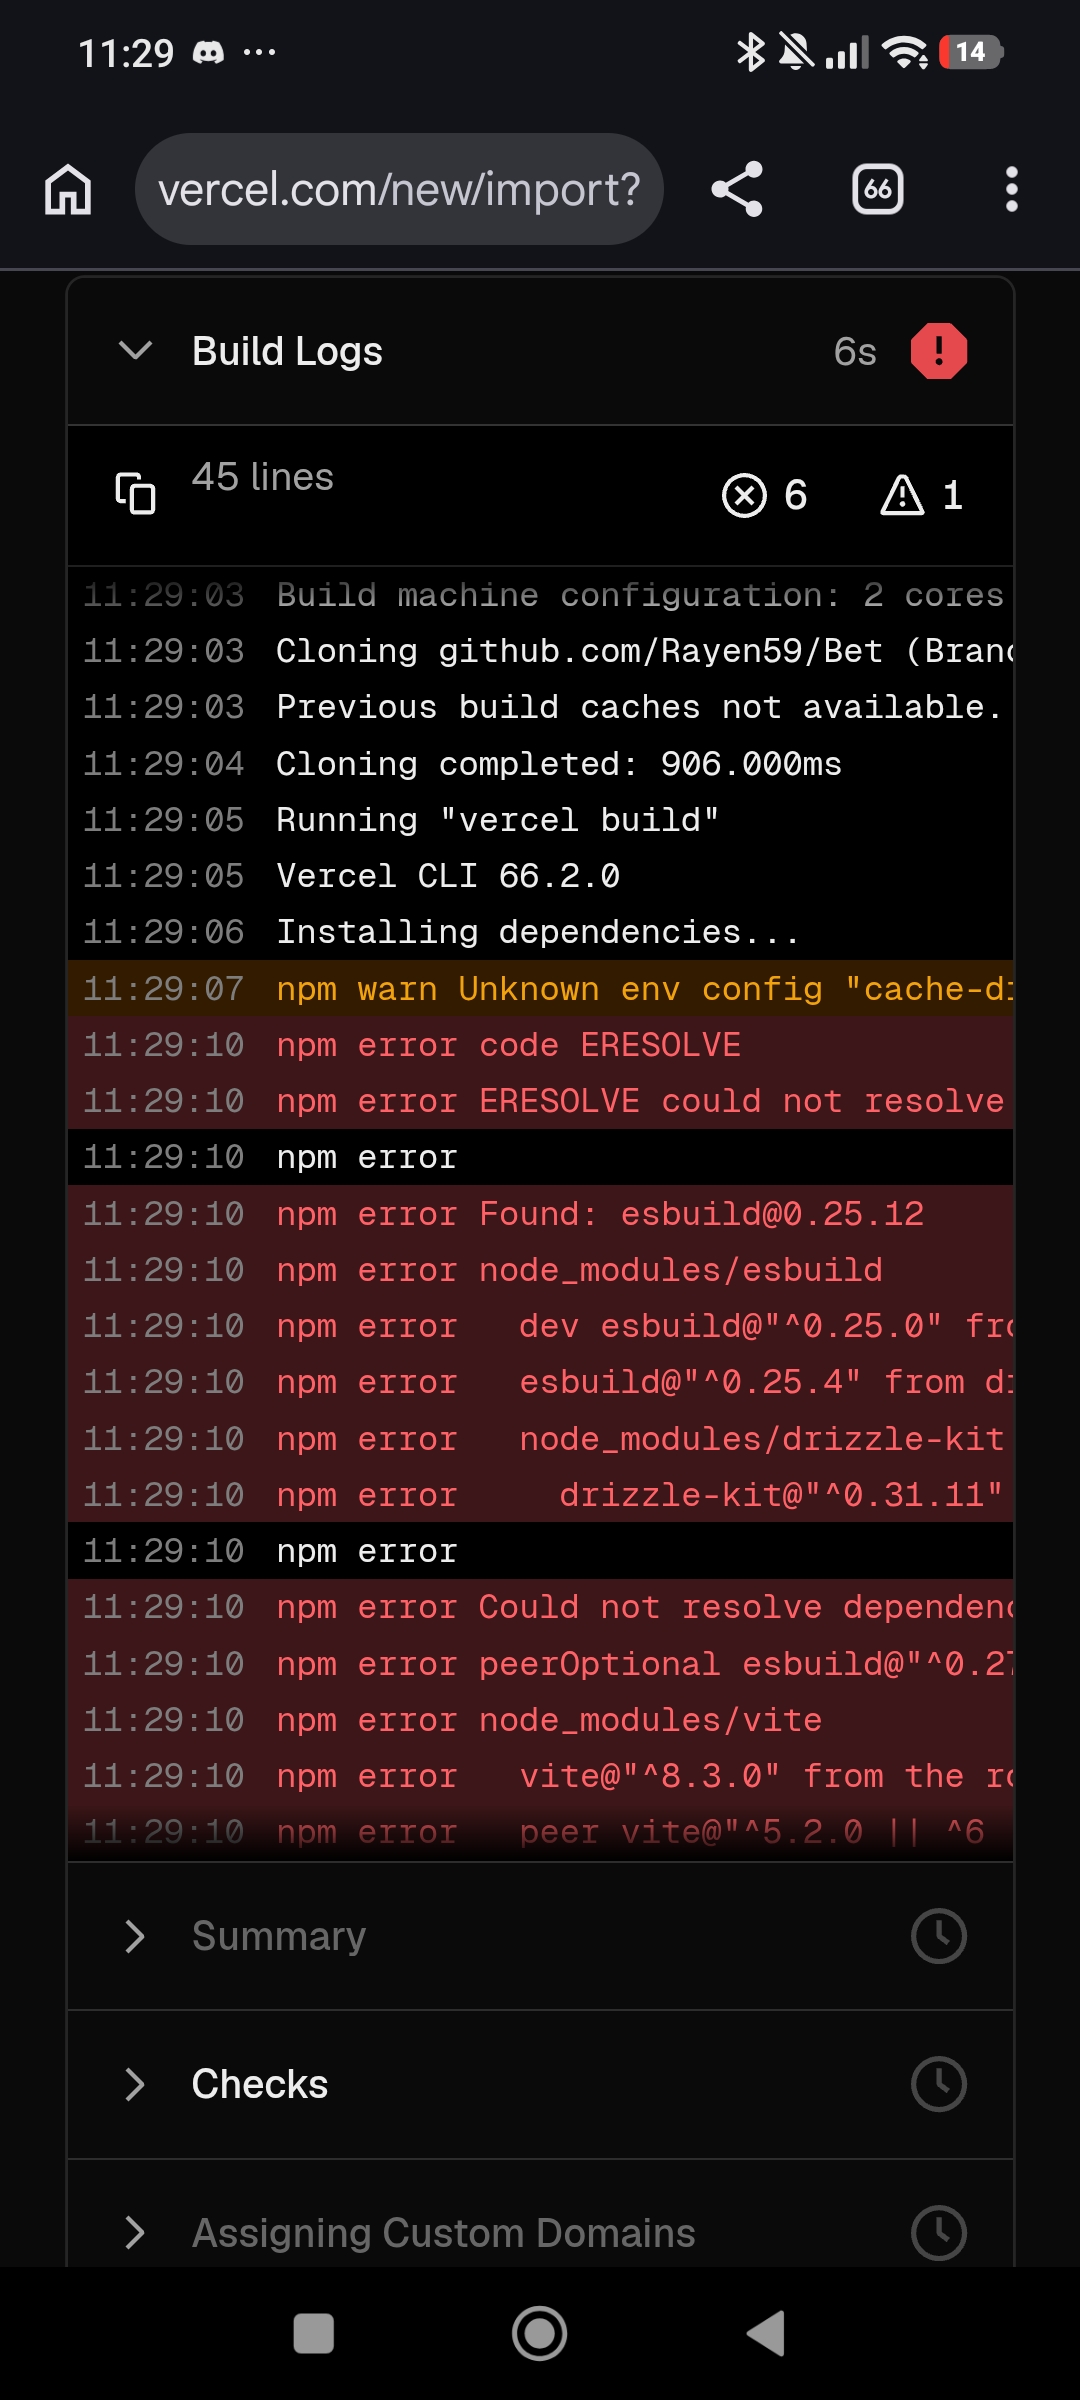 11:29
14
vercel.com/new/import?
66
Build Logs 6s
45 lines 6 1
11:29:03 Build machine configuration: 2 cores
11:29:03 Cloning github.com/Rayen59/Bet (Branc
11:29:03 Previous build caches not available.
11:29:04 Cloning completed: 906.000ms
11:29:05 Running "vercel build"
11:29:05 Vercel CLI 66.2.0
11:29:06 Installing dependencies...
11:29:07 npm warn Unknown env config "cache-di
11:29:10 npm error code ERESOLVE
11:29:10 npm error ERESOLVE could not resolve
11:29:10 npm error
11:29:10 npm error Found: esbuild@0.25.12
11:29:10 npm error node_modules/esbuild
11:29:10 npm error   dev esbuild@"^0.25.0" fro
11:29:10 npm error   esbuild@"^0.25.4" from dr
11:29:10 npm error   node_modules/drizzle-kit
11:29:10 npm error     drizzle-kit@"^0.31.11"
11:29:10 npm error
11:29:10 npm error Could not resolve dependenc
11:29:10 npm error peerOptional esbuild@"^0.27
11:29:10 npm error node_modules/vite
11:29:10 npm error   vite@"^8.3.0" from the ro
11:29:10 npm error   peer vite@"^5.2.0 || ^6
Summary
Checks
Assigning Custom Domains